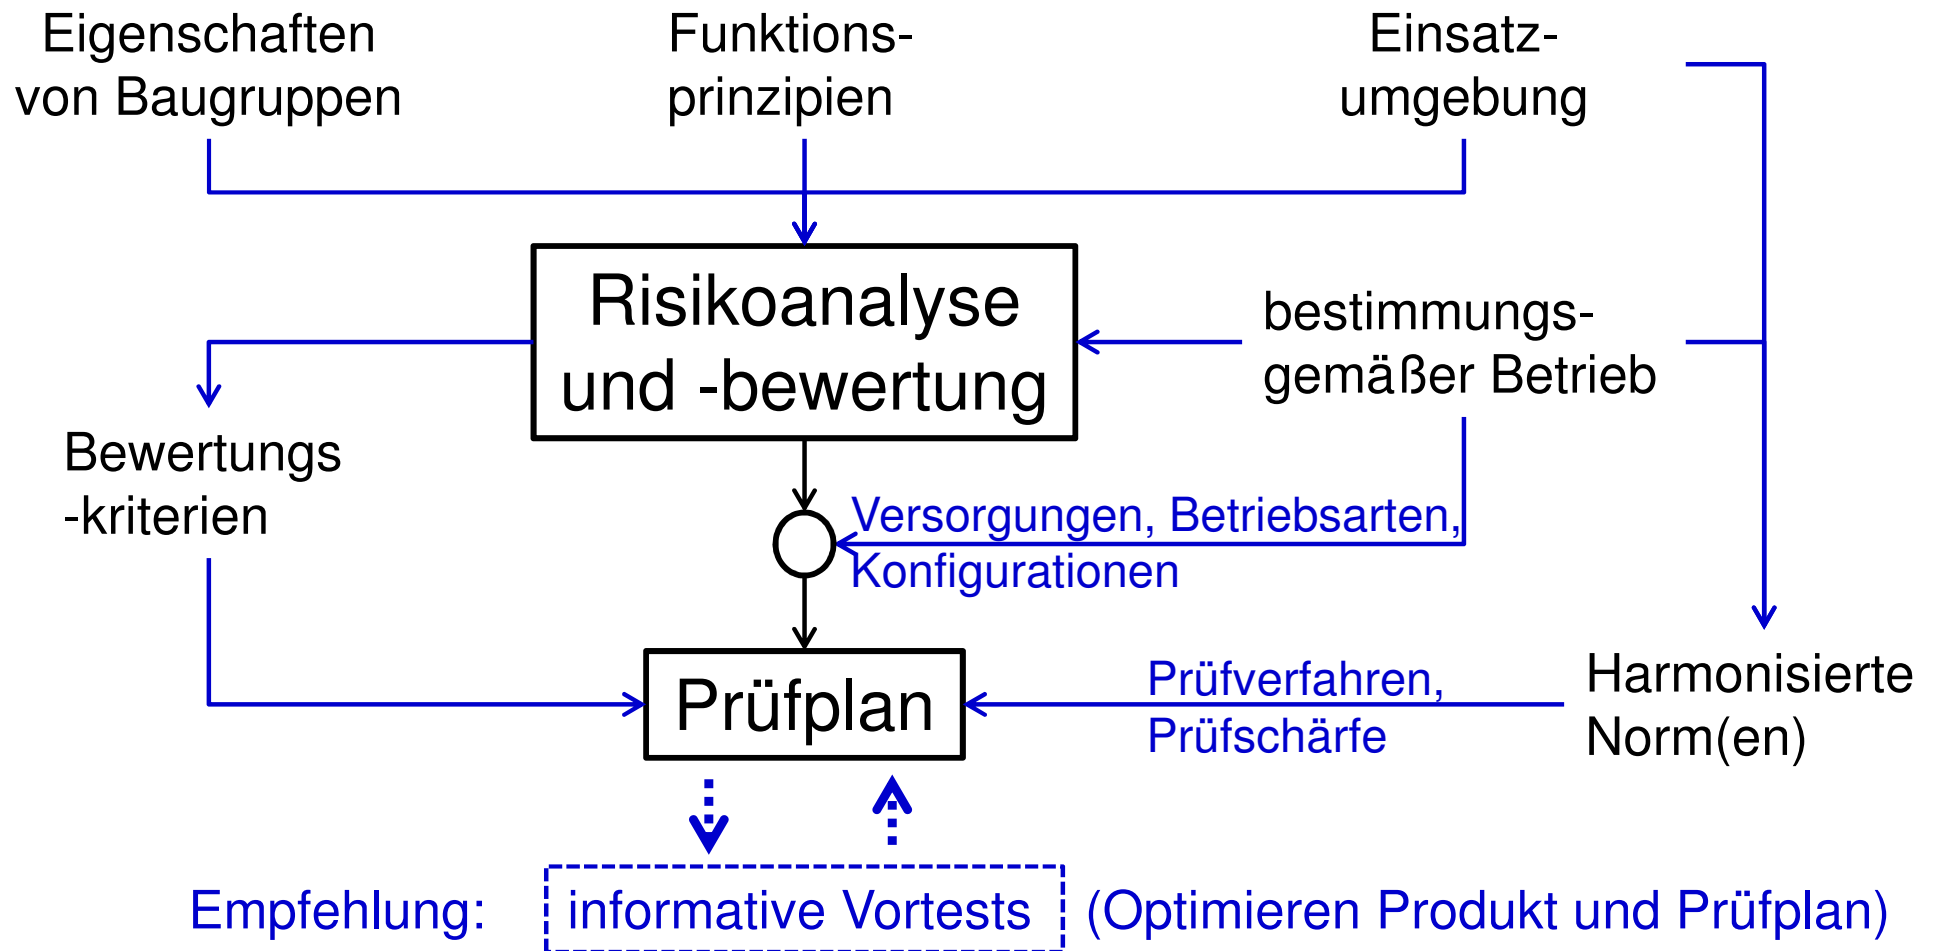 Eigenschaften
von Baugruppen
Funktions-
prinzipien
Einsatz-
umgebung
Risikoanalyse
und -bewertung
bestimmungs-
gemäßer Betrieb
Bewertungs
-kriterien
Versorgungen, Betriebsarten,
Konfigurationen
Prüfplan
Prüfverfahren,
Prüfschärfe
Harmonisierte
Norm(en)
Empfehlung: informative Vortests (Optimieren Produkt und Prüfplan)